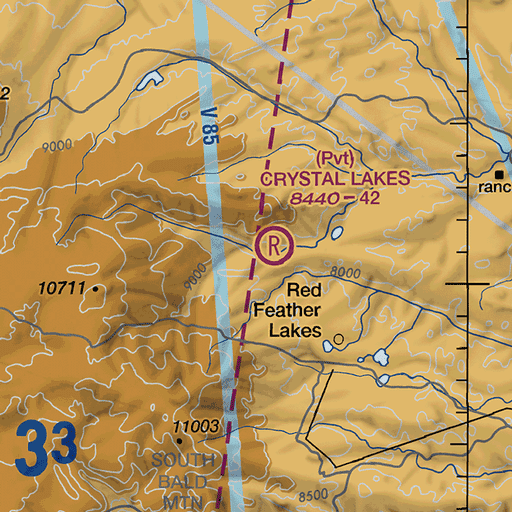 2
V 85
9000
(Pvt)
CRYSTAL LAKES
8440 – 42
ranc
R
9000
8000
10711
Red
Feather
Lakes
11003
33
SOUTH
BALD
MTN
8500